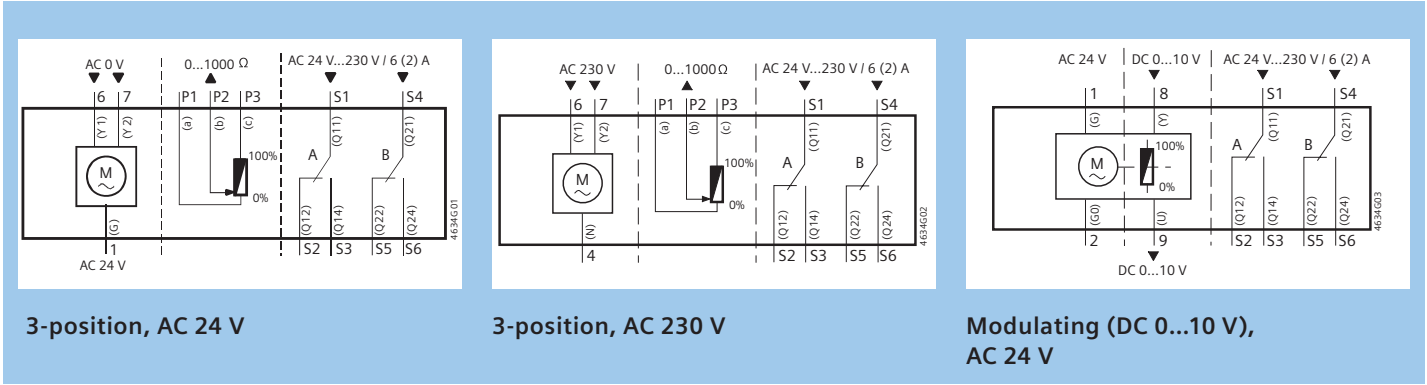 AC 0 V 0...1000 Ω AC 24 V...230 V / 6 (2) A
6 7 P1 P2 P3 S1 S4
(Y 1) (Y 2) (a) (b) (c) (Q11) (Q21)
M
100%
0%
A B
(G) (Q12) (Q14) (Q22) (Q24)
1 S2 S3 S5 S6
AC 24 V
4634G01
3-position, AC 24 V
AC 230 V 0...1000 Ω AC 24 V...230 V / 6 (2) A
6 7 P1 P2 P3 S1 S4
(Y1) (Y2) (a) (b) (c) (Q11) (Q21)
M
100%
0%
A B
(N) (Q12) (Q14) (Q22) (Q24)
4 S2 S3 S5 S6
4634G02
3-position, AC 230 V
AC 24 V DC 0...10 V AC 24 V...230 V / 6 (2) A
1 8 S1 S4
(G) (Y) (Q11) (Q21)
M
100%
0%
A B
(G0) (U) (Q12) (Q14) (Q22) (Q24)
2 9 S2 S3 S5 S6
DC 0...10 V
4634G03
Modulating (DC 0...10 V),
AC 24 V